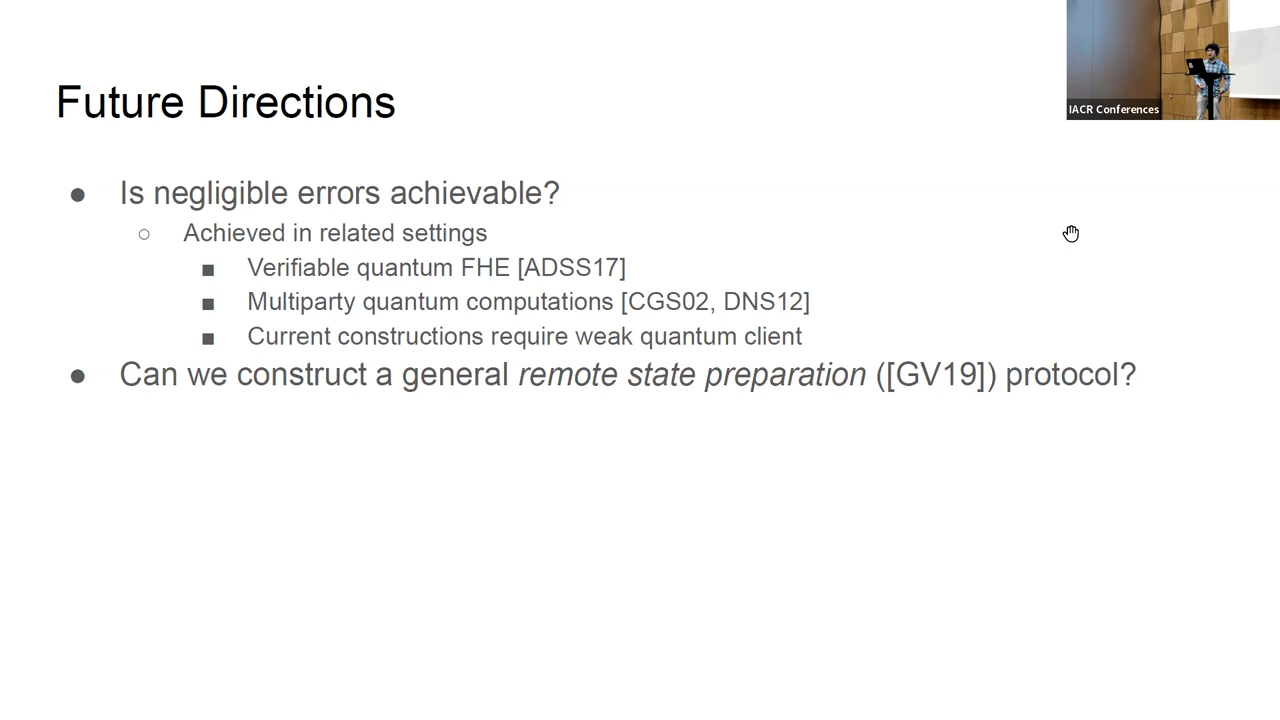 IACR Conferences
Future Directions
● Is negligible errors achievable?
○ Achieved in related settings
■ Verifiable quantum FHE [ADSS17]
■ Multiparty quantum computations [CGS02, DNS12]
■ Current constructions require weak quantum client
● Can we construct a general remote state preparation ([GV19]) protocol?